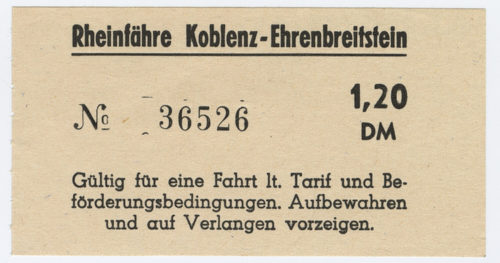 Rheinfähre Koblenz-Ehrenbreitstein
№ 36526
1,20
DM
Gültig für eine Fahrt lt. Tarif und Be-
förderungsbedingungen. Aufbewahren
und auf Verlangen vorzeigen.